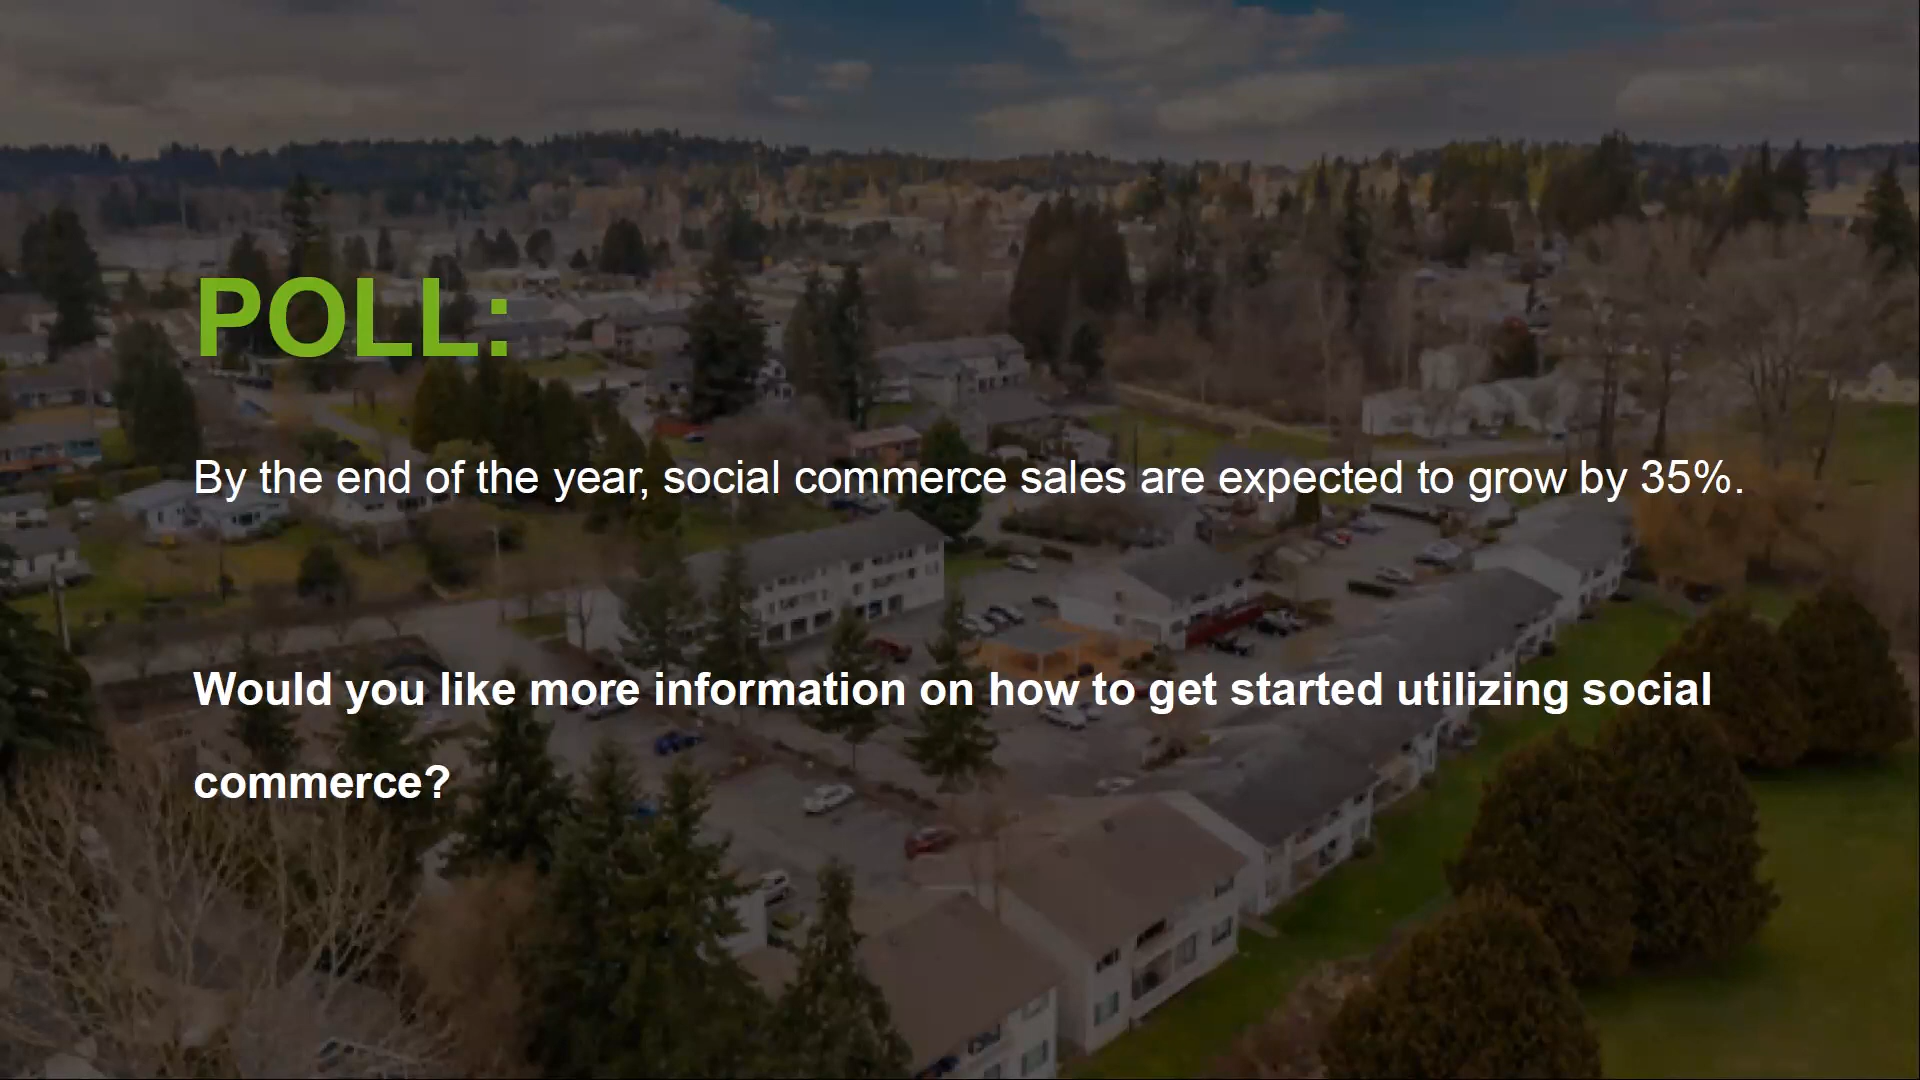 POLL:
By the end of the year, social commerce sales are expected to grow by 35%.
Would you like more information on how to get started utilizing social
commerce?